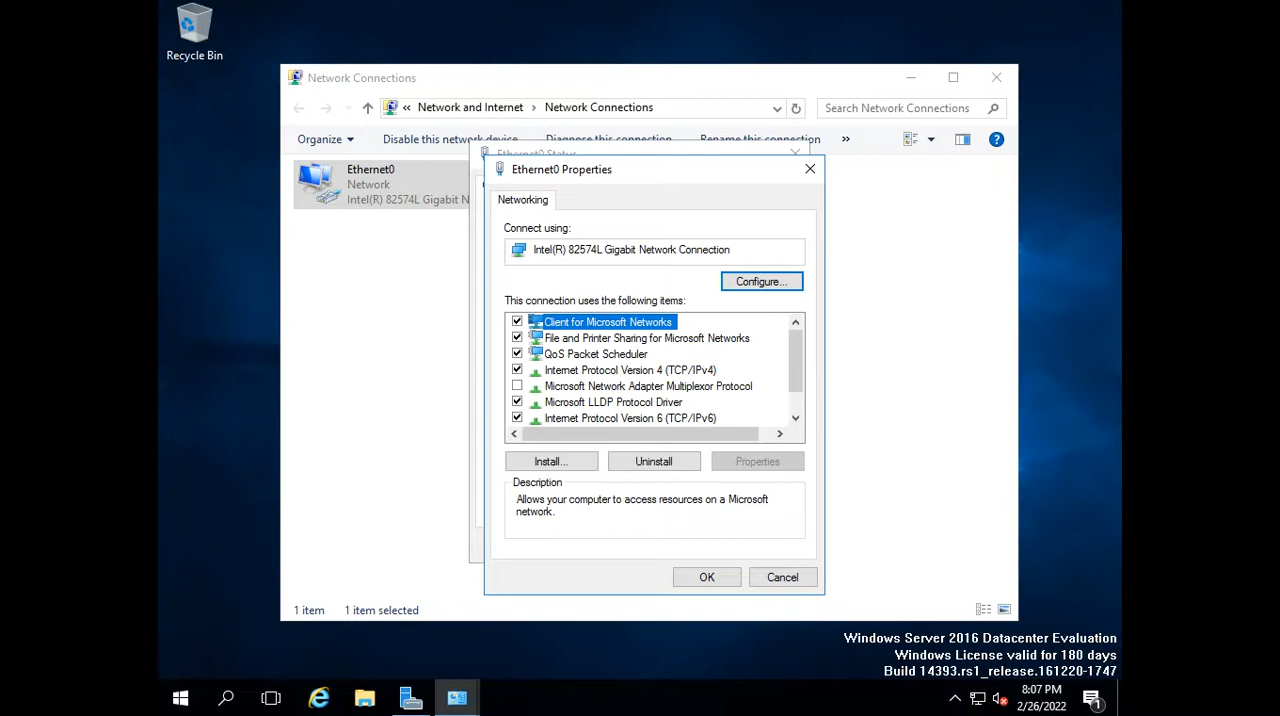 Recycle Bin
Network Connections
« Network and Internet › Network Connections
Search Network Connections
Organize
Disable this network device
Diagnose this connection
Rename this connection
»
Ethernet0
Network
Intel(R) 82574L Gigabit N
Ethernet0 Status
Ethernet0 Properties
Networking
Connect using:
Intel(R) 82574L Gigabit Network Connection
Configure...
This connection uses the following items:
Client for Microsoft Networks
File and Printer Sharing for Microsoft Networks
QoS Packet Scheduler
Internet Protocol Version 4 (TCP/IPv4)
Microsoft Network Adapter Multiplexor Protocol
Microsoft LLDP Protocol Driver
Internet Protocol Version 6 (TCP/IPv6)
Install...
Uninstall
Properties
Description
Allows your computer to access resources on a Microsoft
network.
OK
Cancel
1 item
1 item selected
Windows Server 2016 Datacenter Evaluation
Windows License valid for 180 days
Build 14393.rs1_release.161220-1747
8:07 PM
2/26/2022
1